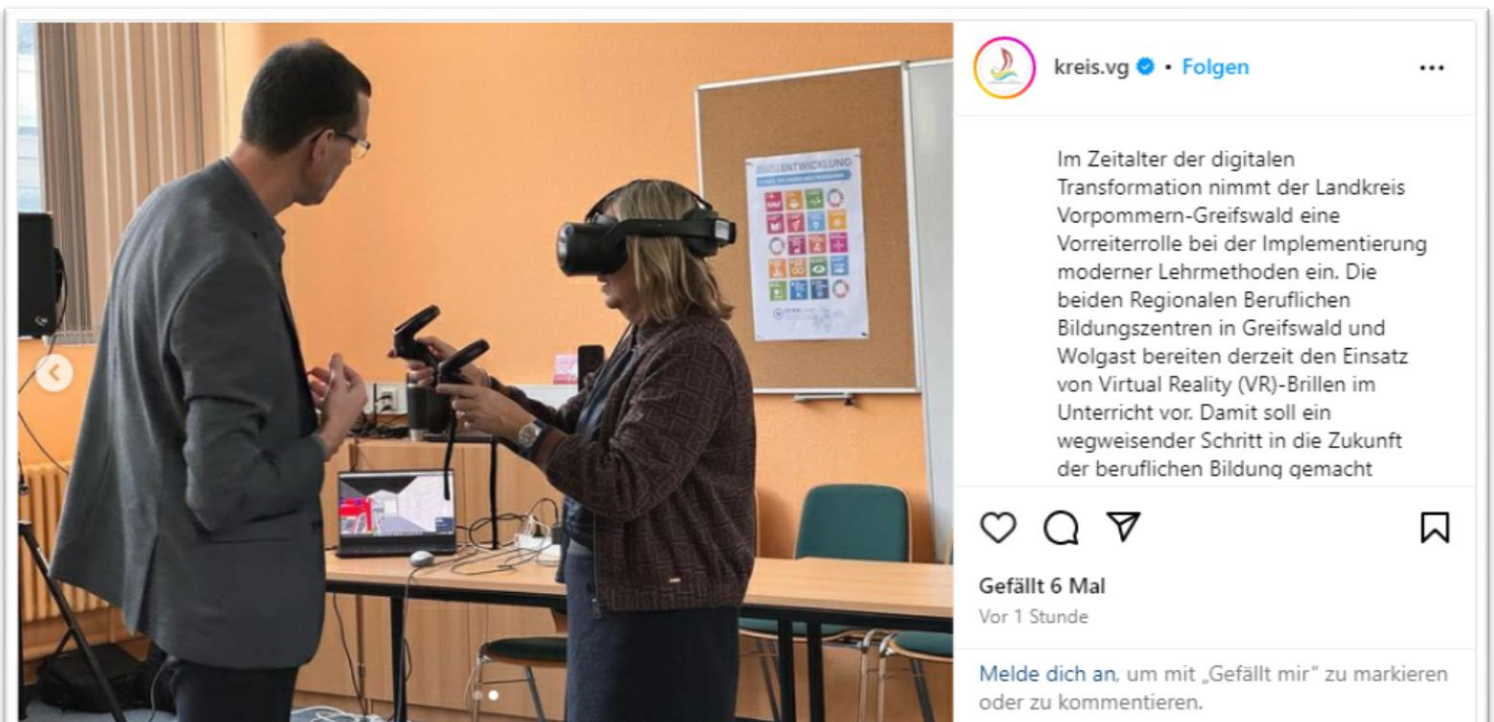 kreis.vg • Folgen
Im Zeitalter der digitalen
Transformation nimmt der Landkreis
Vorpommern-Greifswald eine
Vorreiterrolle bei der Implementierung
moderner Lehrmethoden ein. Die
beiden Regionalen Beruflichen
Bildungszentren in Greifswald und
Wolgast bereiten derzeit den Einsatz
von Virtual Reality (VR)-Brillen im
Unterricht vor. Damit soll ein
wegweisender Schritt in die Zukunft
der beruflichen Bildung gemacht
Gefällt 6 Mal
Vor 1 Stunde
Melde dich an, um mit „Gefällt mir“ zu markieren
oder zu kommentieren.
ENTWICKLUNG